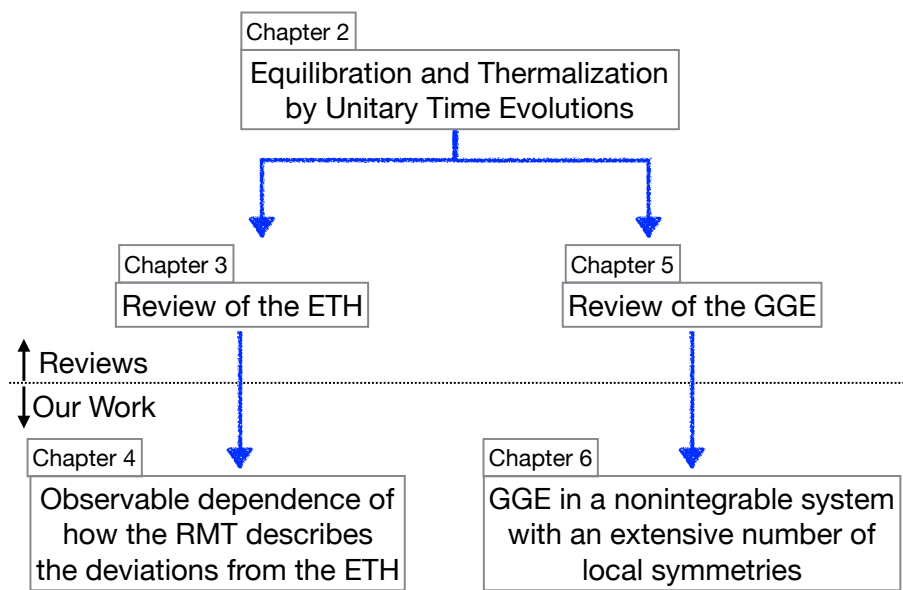 Chapter 2
Equilibration and Thermalization
by Unitary Time Evolutions
Chapter 3
Review of the ETH
Chapter 5
Review of the GGE
Reviews
Our Work
Chapter 4
Observable dependence of
how the RMT describes
the deviations from the ETH
Chapter 6
GGE in a nonintegrable system
with an extensive number of
local symmetries